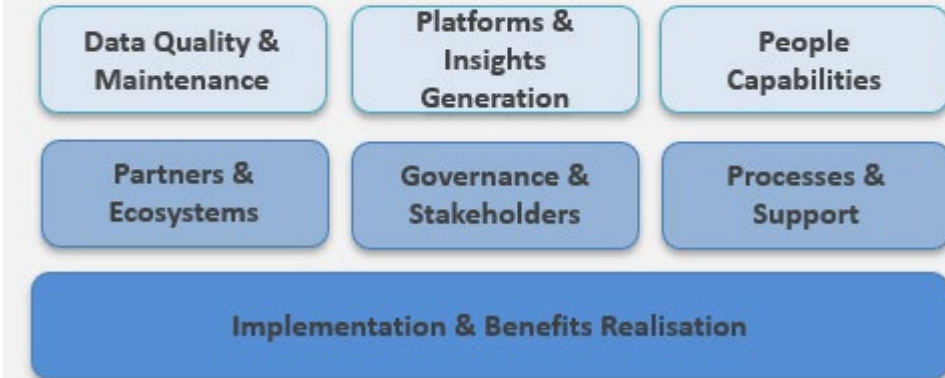 Data Quality &
Maintenance
Platforms &
Insights
Generation
People
Capabilities
Partners &
Ecosystems
Governance &
Stakeholders
Processes &
Support
Implementation & Benefits Realisation